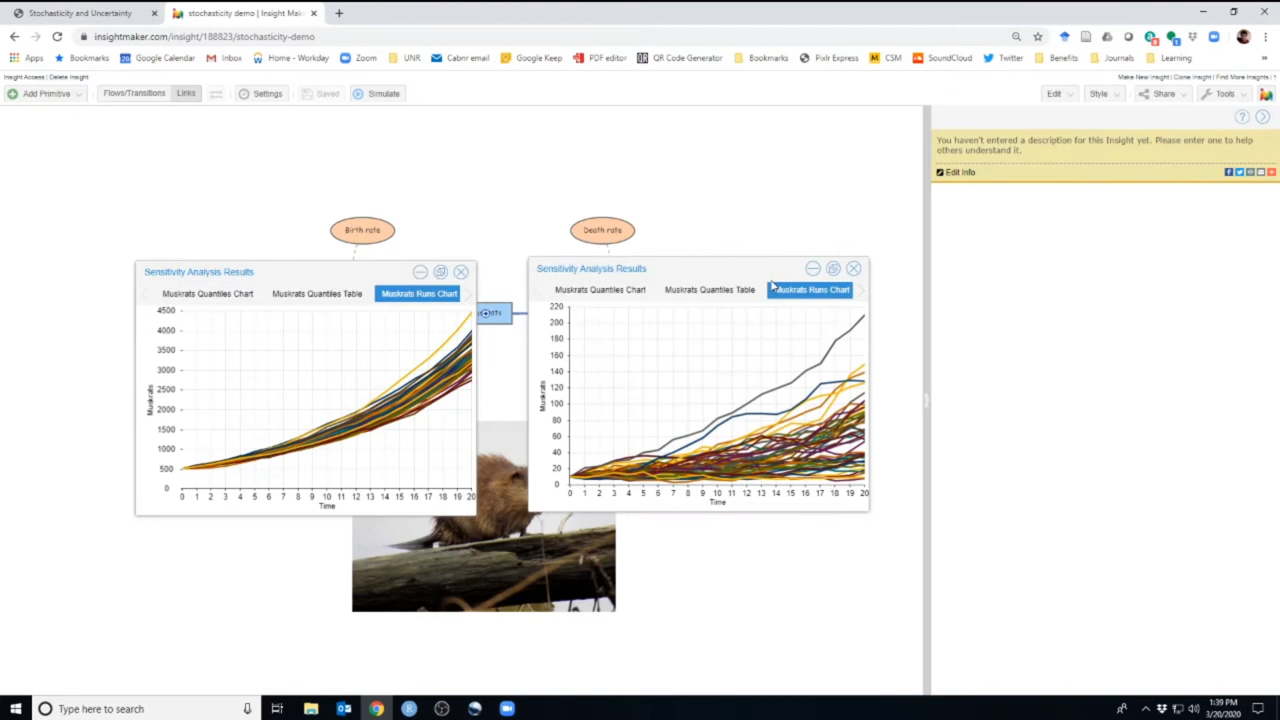 Stochasticity and Uncertainty
stochasticity demo | Insight Mak
insightmaker.com/insight/188823/stochasticity-demo
Apps Bookmarks Google Calendar Inbox Home - Workday Zoom UNR Cabnr email Google Keep PDF editor QR Code Generator Bookmarks Pixlr Express CSM SoundCloud Twitter Benefits Journals Learning
Insight Access | Delete Insight
Make New Insight | Clone Insight | Find More Insights |
Add Primitive Flows/Transitions Links Settings Saved Simulate
Edit Style Share Tools
You haven't entered a description for this Insight yet. Please enter one to help
others understand it.
Edit Info
Birth rate
Death rate
Sensitivity Analysis Results
Muskrats Quantiles Chart Muskrats Quantiles Table Muskrats Runs Chart
4500
4000
3500
3000
2500
2000
1500
1000
500
0
Muskrats
0 1 2 3 4 5 6 7 8 9 10 11 12 13 14 15 16 17 18 19 20
Time
Sensitivity Analysis Results
Muskrats Quantiles Chart Muskrats Quantiles Table Muskrats Runs Chart
220
200
180
160
140
120
100
80
60
40
20
0
Muskrats
0 1 2 3 4 5 6 7 8 9 10 11 12 13 14 15 16 17 18 19 20
Time
Type here to search
1:39 PM
3/20/2020